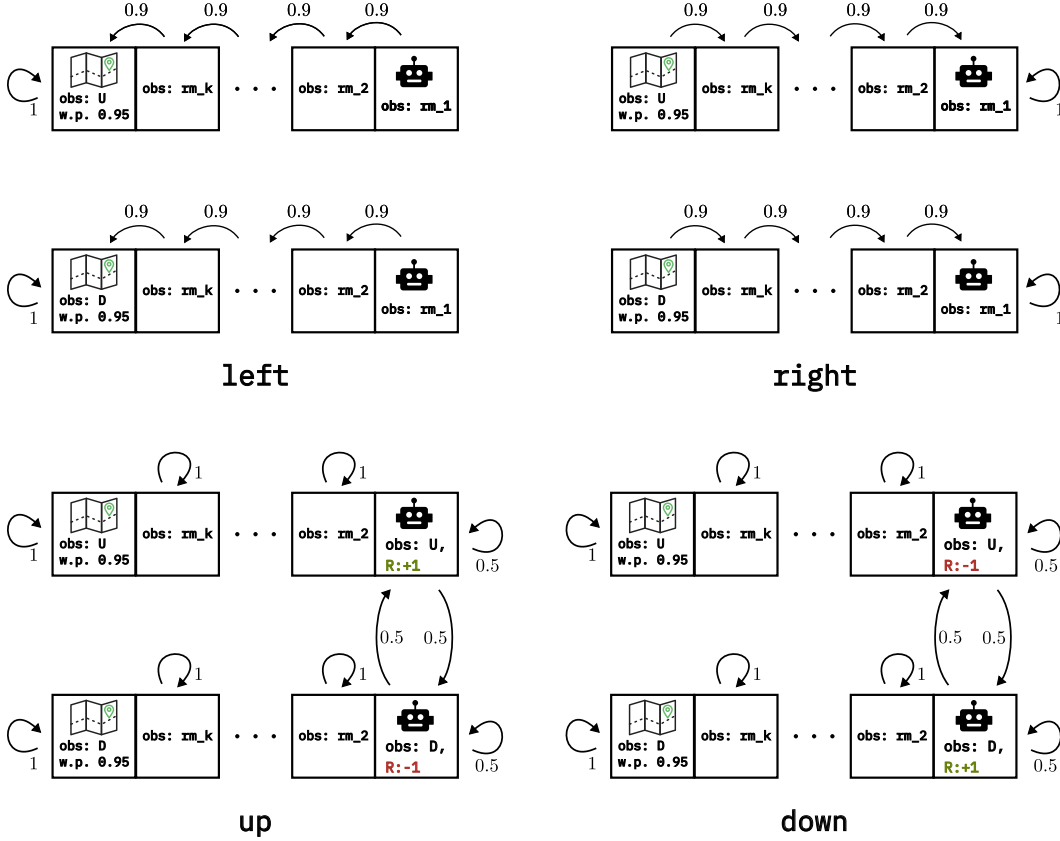 0.9 0.9 0.9 0.9
obs: U
w.p. 0.95
obs: rm_k
. . .
obs: rm_2
obs: rm_1
1
0.9 0.9 0.9 0.9
obs: U
w.p. 0.95
obs: rm_k
. . .
obs: rm_2
obs: rm_1
1
0.9 0.9 0.9 0.9
obs: D
w.p. 0.95
obs: rm_k
. . .
obs: rm_2
obs: rm_1
1
0.9 0.9 0.9 0.9
obs: D
w.p. 0.95
obs: rm_k
. . .
obs: rm_2
obs: rm_1
1
left
right
1 1
obs: U
w.p. 0.95
obs: rm_k
. . .
obs: rm_2
obs: U,
R:+1
1
0.5
1 1
obs: U
w.p. 0.95
obs: rm_k
. . .
obs: rm_2
obs: U,
R:-1
1
0.5
0.5 0.5
0.5 0.5
1 1
obs: D
w.p. 0.95
obs: rm_k
. . .
obs: rm_2
obs: D,
R:-1
1
0.5
1 1
obs: D
w.p. 0.95
obs: rm_k
. . .
obs: rm_2
obs: D,
R:+1
1
0.5
up
down